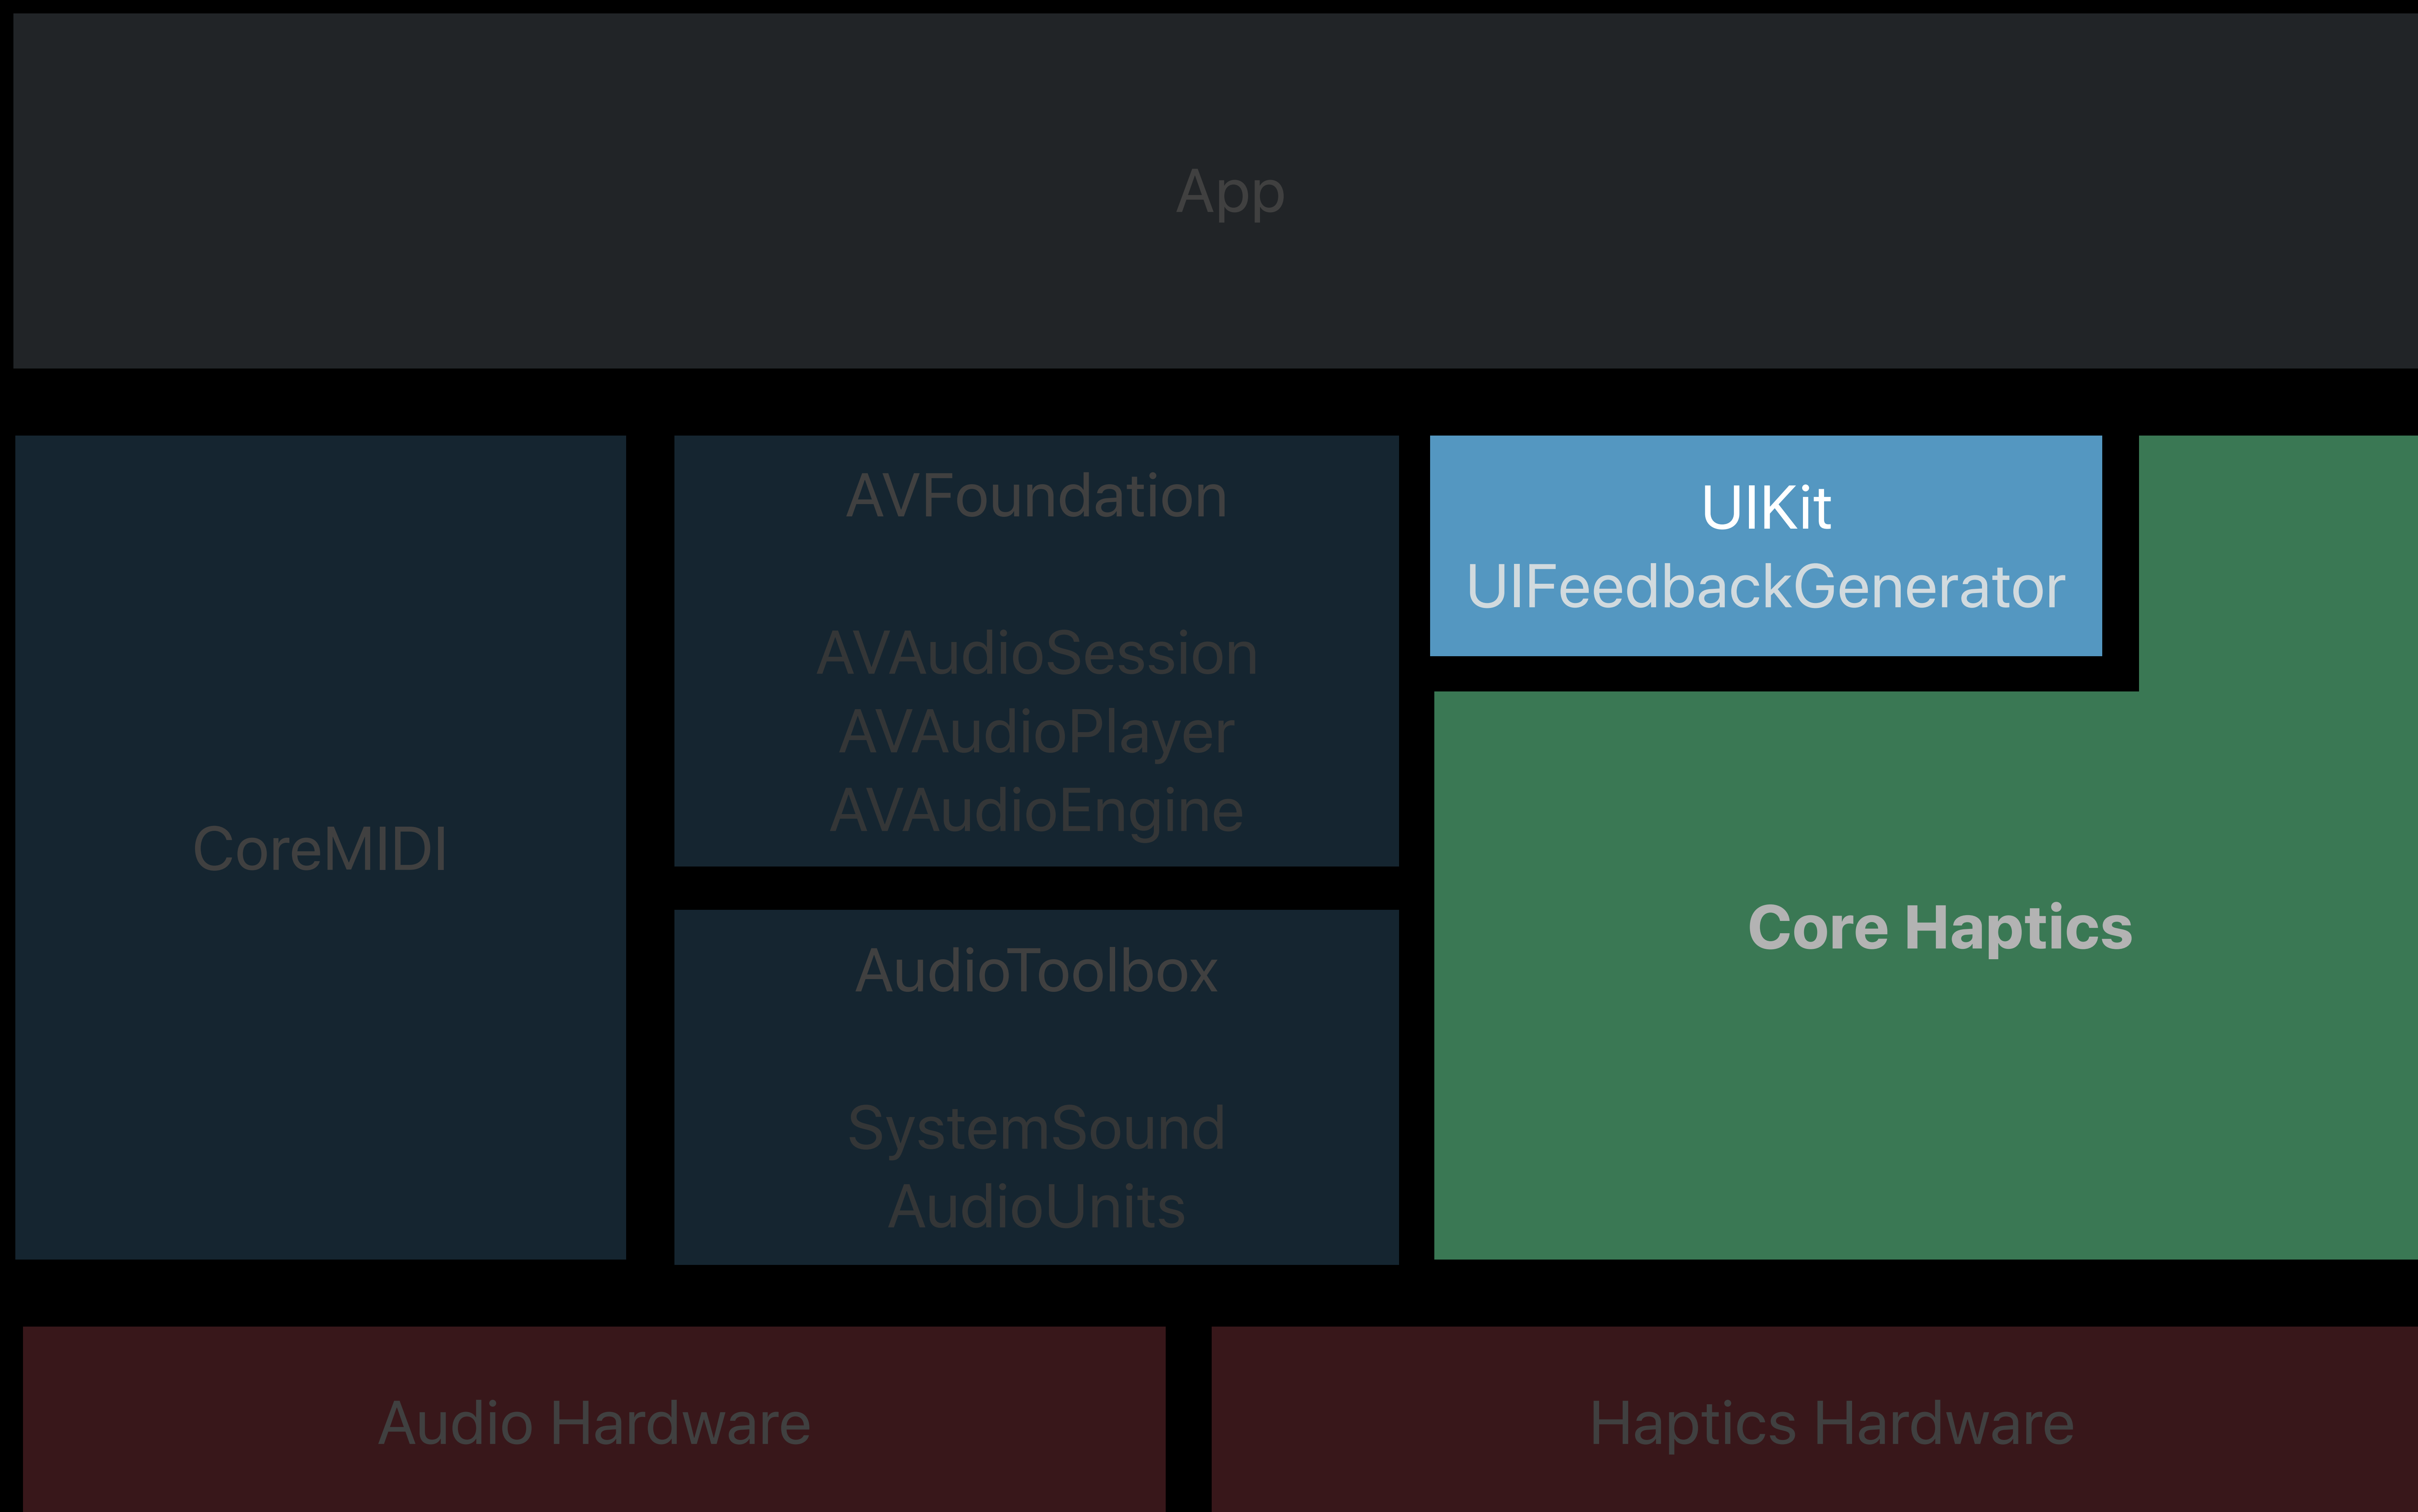 App
CoreMIDI
AVFoundation
AVAudioSession
AVAudioPlayer
AVAudioEngine
AudioToolbox
SystemSound
AudioUnits
UIKit
UIFeedbackGenerator
Core Haptics
Audio Hardware
Haptics Hardware